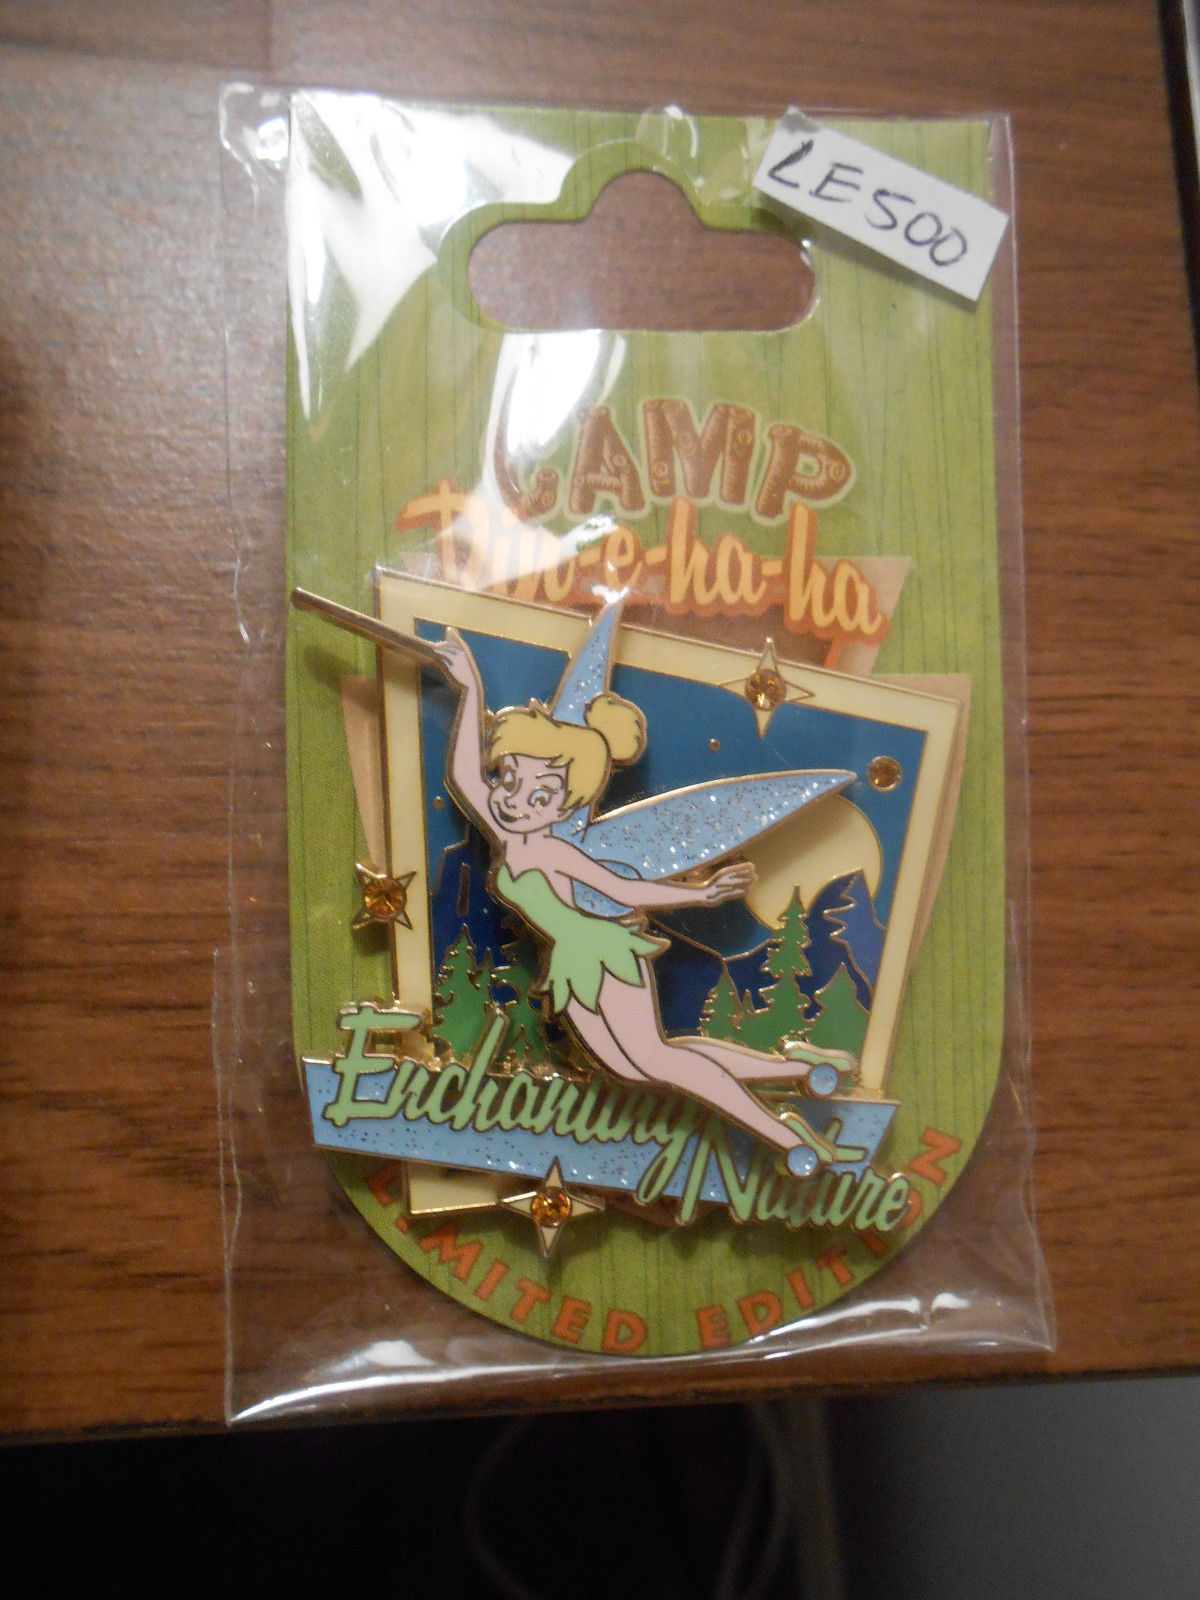 LE500
CAMP
Pin-e-ha-ha
Enchanting
Nature
LIMITED EDITION